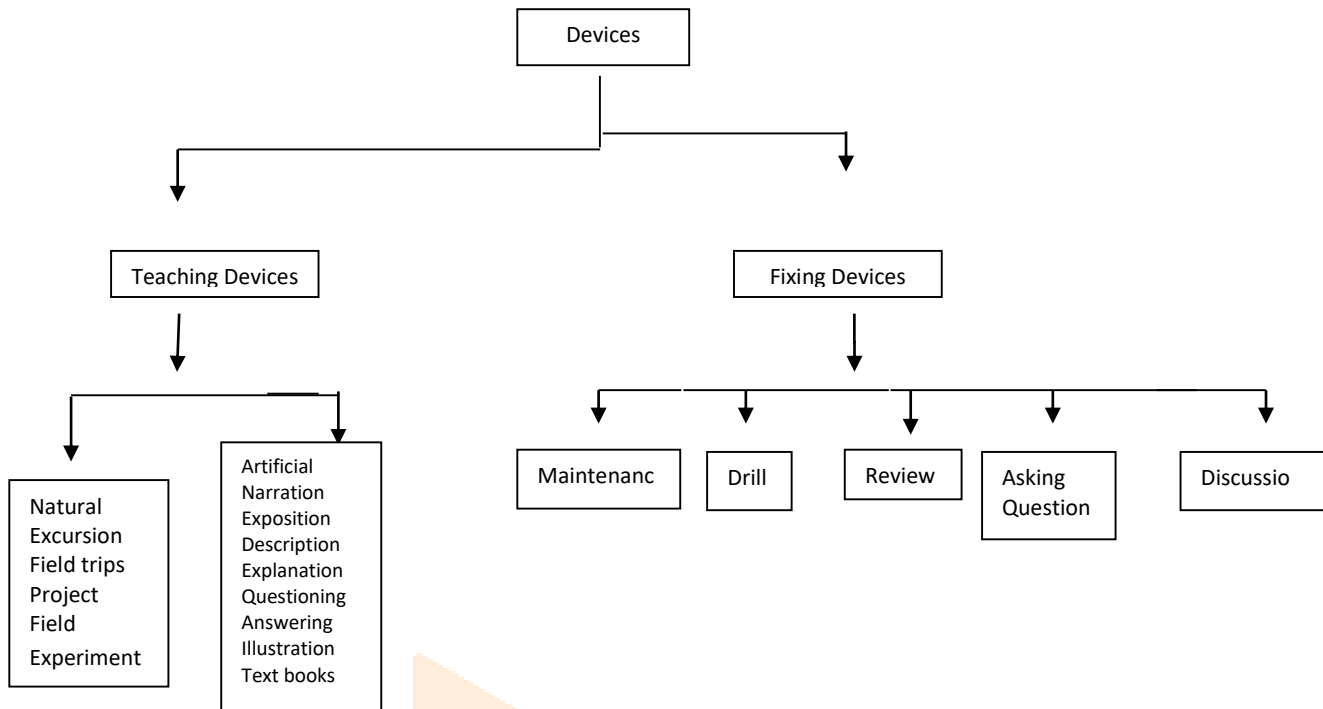 Devices
Teaching Devices
Fixing Devices
Natural
Excursion
Field trips
Project
Field
Experiment
Artificial
Narration
Exposition
Description
Explanation
Questioning
Answering
Illustration
Text books
Maintenanc
Drill
Review
Asking
Question
Discussio